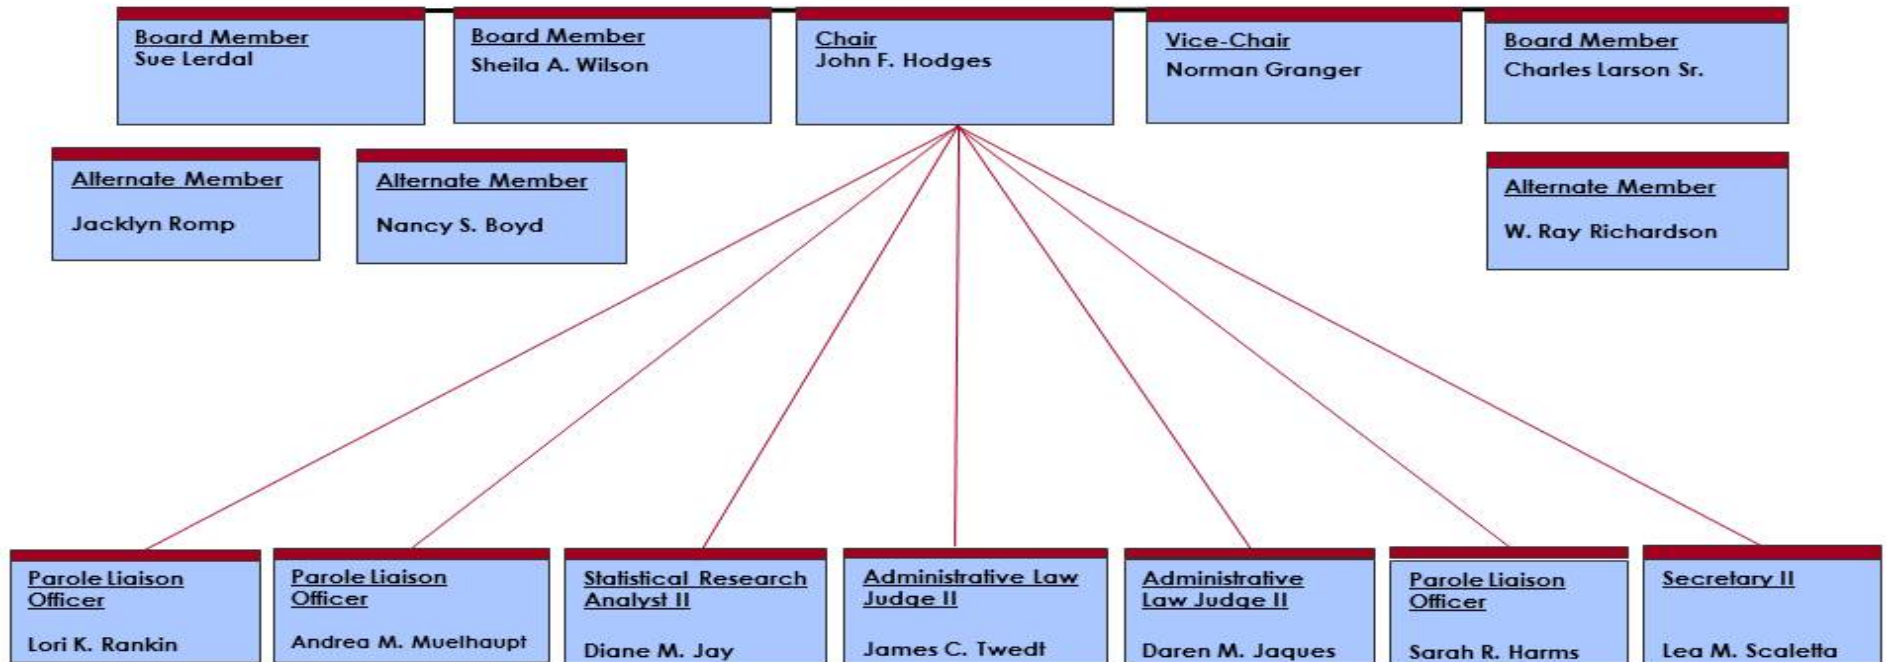 Board Member
Sue Lerdal
Board Member
Sheila A. Wilson
Chair
John F. Hodges
Vice-Chair
Norman Granger
Board Member
Charles Larson Sr.
Alternate Member
Jacklyn Romp
Alternate Member
Nancy S. Boyd
Alternate Member
W. Ray Richardson
Parole Liaison
Officer
Lori K. Rankin
Parole Liaison
Officer
Andrea M. Muelhaupt
Statistical Research
Analyst II
Diane M. Jay
Administrative Law
Judge II
James C. Twedt
Administrative
Law Judge II
Daren M. Jaques
Parole Liaison
Officer
Sarah R. Harms
Secretary II
Lea M. Scaletta